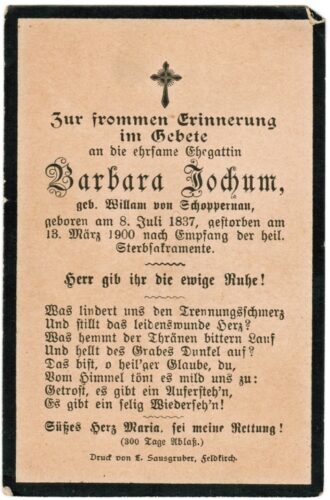 Zur frommen Erinnerung
im Gebete
an die ehrsame Ehegattin
Barbara Jochum,
geb. Willam von Schoppernau,
geboren am 8. Juli 1837, gestorben am
13. März 1900 nach Empfang der heil.
Sterbsakramente.
Herr gib ihr die ewige Ruhe!
Was lindert uns den Trennungsschmerz
Und stillt das leidenswunde Herz?
Was hemmt der Thränen bittern Lauf
Und hellt des Grabes Dunkel auf?
Das bist, o heil'ger Glaube, du,
Vom Himmel tönt es mild uns zu:
Getrost, es gibt ein Aufersteh'n,
Es gibt ein selig Wiederseh'n!
Süßes Herz Maria, sei meine Rettung!
(300 Tage Ablaß.)
Druck von L. Sausgruber, Feldkirch.